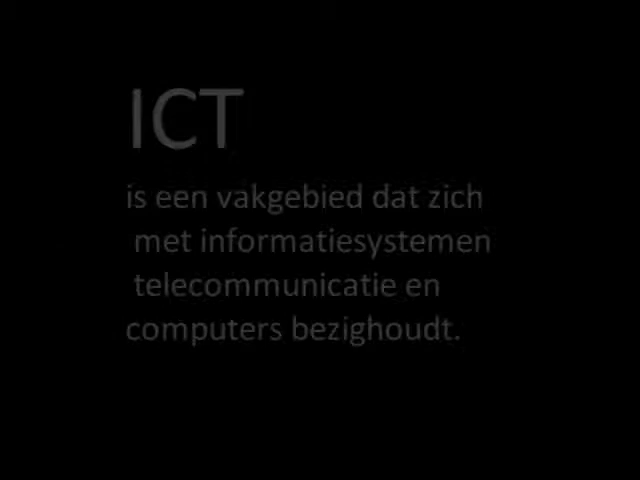 ICT
is een vakgebied dat zich
met informatiesystemen
telecommunicatie en
computers bezighoudt.